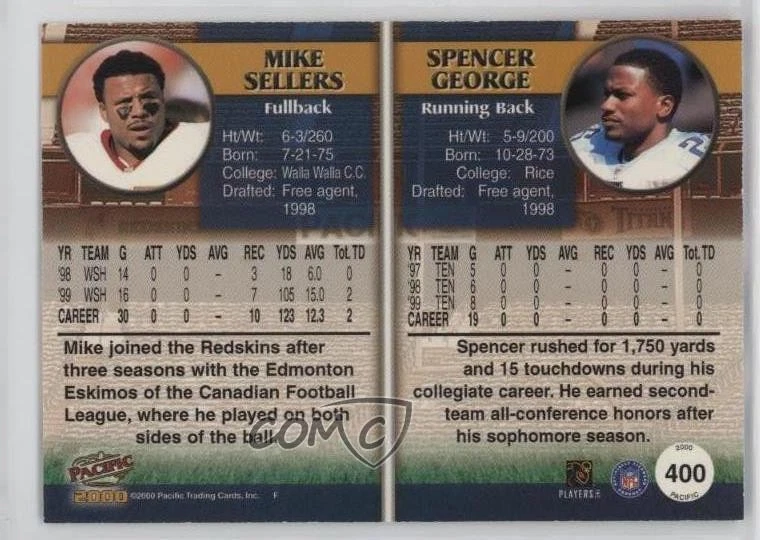 MIKE
SELLERS
Fullback
Ht/Wt: 6-3/260
Born: 7-21-75
College: Walla Walla C.C.
Drafted: Free agent,
1998
YR TEAM G ATT YDS AVG REC YDS AVG Tot. TD
'98 WSH 14 0 0 – 3 18 6.0 0
'99 WSH 16 0 0 – 7 105 15.0 2
CAREER 30 0 0 – 10 123 12.3 2
Mike joined the Redskins after
three seasons with the Edmonton
Eskimos of the Canadian Football
League, where he played on both
sides of the ball.
PACIFIC
2000
©2000 Pacific Trading Cards, Inc. F
SPENCER
GEORGE
Running Back
Ht/Wt: 5-9/200
Born: 10-28-73
College: Rice
Drafted: Free agent,
1998
TITAN
YR TEAM G ATT YDS AVG REC YDS AVG Tot. TD
'97 TEN 5 0 0 – 0 0 – 0
'98 TEN 6 0 0 – 0 0 – 0
'99 TEN 8 0 0 – 0 0 – 0
CAREER 19 0 0 – 0 0 – 0
Spencer rushed for 1,750 yards
and 15 touchdowns during his
collegiate career. He earned second-
team all-conference honors after
his sophomore season.
PLAYERS INC
NFL
2000
400
PACIFIC
COMC